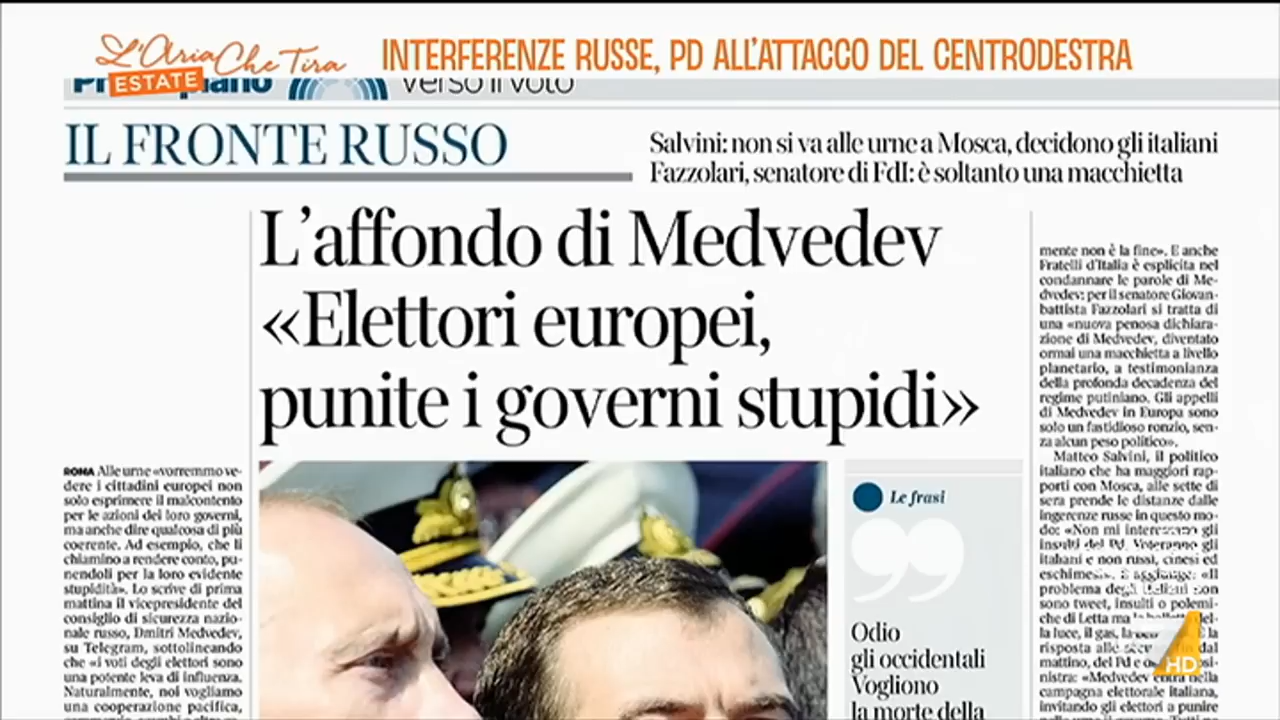 L'Aria Che Tira
ESTATE
INTERFERENZE RUSSE, PD ALL'ATTACCO DEL CENTRODESTRA
Verso il voto
IL FRONTE RUSSO
Salvini: non si va alle urne a Mosca, decidono gli italiani
Fazzolari, senatore di FdI: è soltanto una macchietta
L'affondo di Medvedev
«Elettori europei,
punite i governi stupidi»
ROMA Alle urne «vorremmo ve-
dere i cittadini europei non
solo esprimere il malcontento
per le azioni dei loro governi,
ma anche dire qualcosa di più
coerente. Ad esempio, che li
chiamino a rendere conto, pu-
nendoli per la loro evidente
stupidità». Lo scrive di prima
mattina il vicepresidente del
consiglio di sicurezza nazio-
nale russo, Dmitri Medvedev,
su Telegram, sottolineando
che «i voti degli elettori sono
una potente leva di influenza.
Naturalmente, noi vogliamo
una cooperazione pacifica,
Le frasi
Odio
gli occidentali
Vogliono
la morte della
mente non è la fine». E anche
Fratelli d'Italia è esplicita nel
condannare le parole di Me-
dvedev: per il senatore Giovan-
battista Fazzolari si tratta di
una «nuova penosa dichiara-
zione di Medvedev, diventato
ormai una macchietta a livello
planetario, a testimonianza
della profonda decadenza del
regime putiniano. Gli appelli
di Medvedev in Europa sono
solo un fastidioso ronzio, sen-
za alcun peso politico».
Matteo Salvini, il politico
italiano che ha maggiori rap-
porti con Mosca, alle sette di
sera prende le distanze dalle
ingerenze russe in questo mo-
do: «Non mi interessano gli
insulti del Pd. Voteranno gli
italiani e non russi, cinesi ed
eschimesi». E aggiunge: «Il
problema degli italiani non
sono tweet, insulti o polemi-
che di Letta ma
la luce, il gas,
risposta alle
mattino, del Pd e
nistra: «Medvedev entra nella
campagna elettorale italiana,
invitando gli elettori a punire
HD